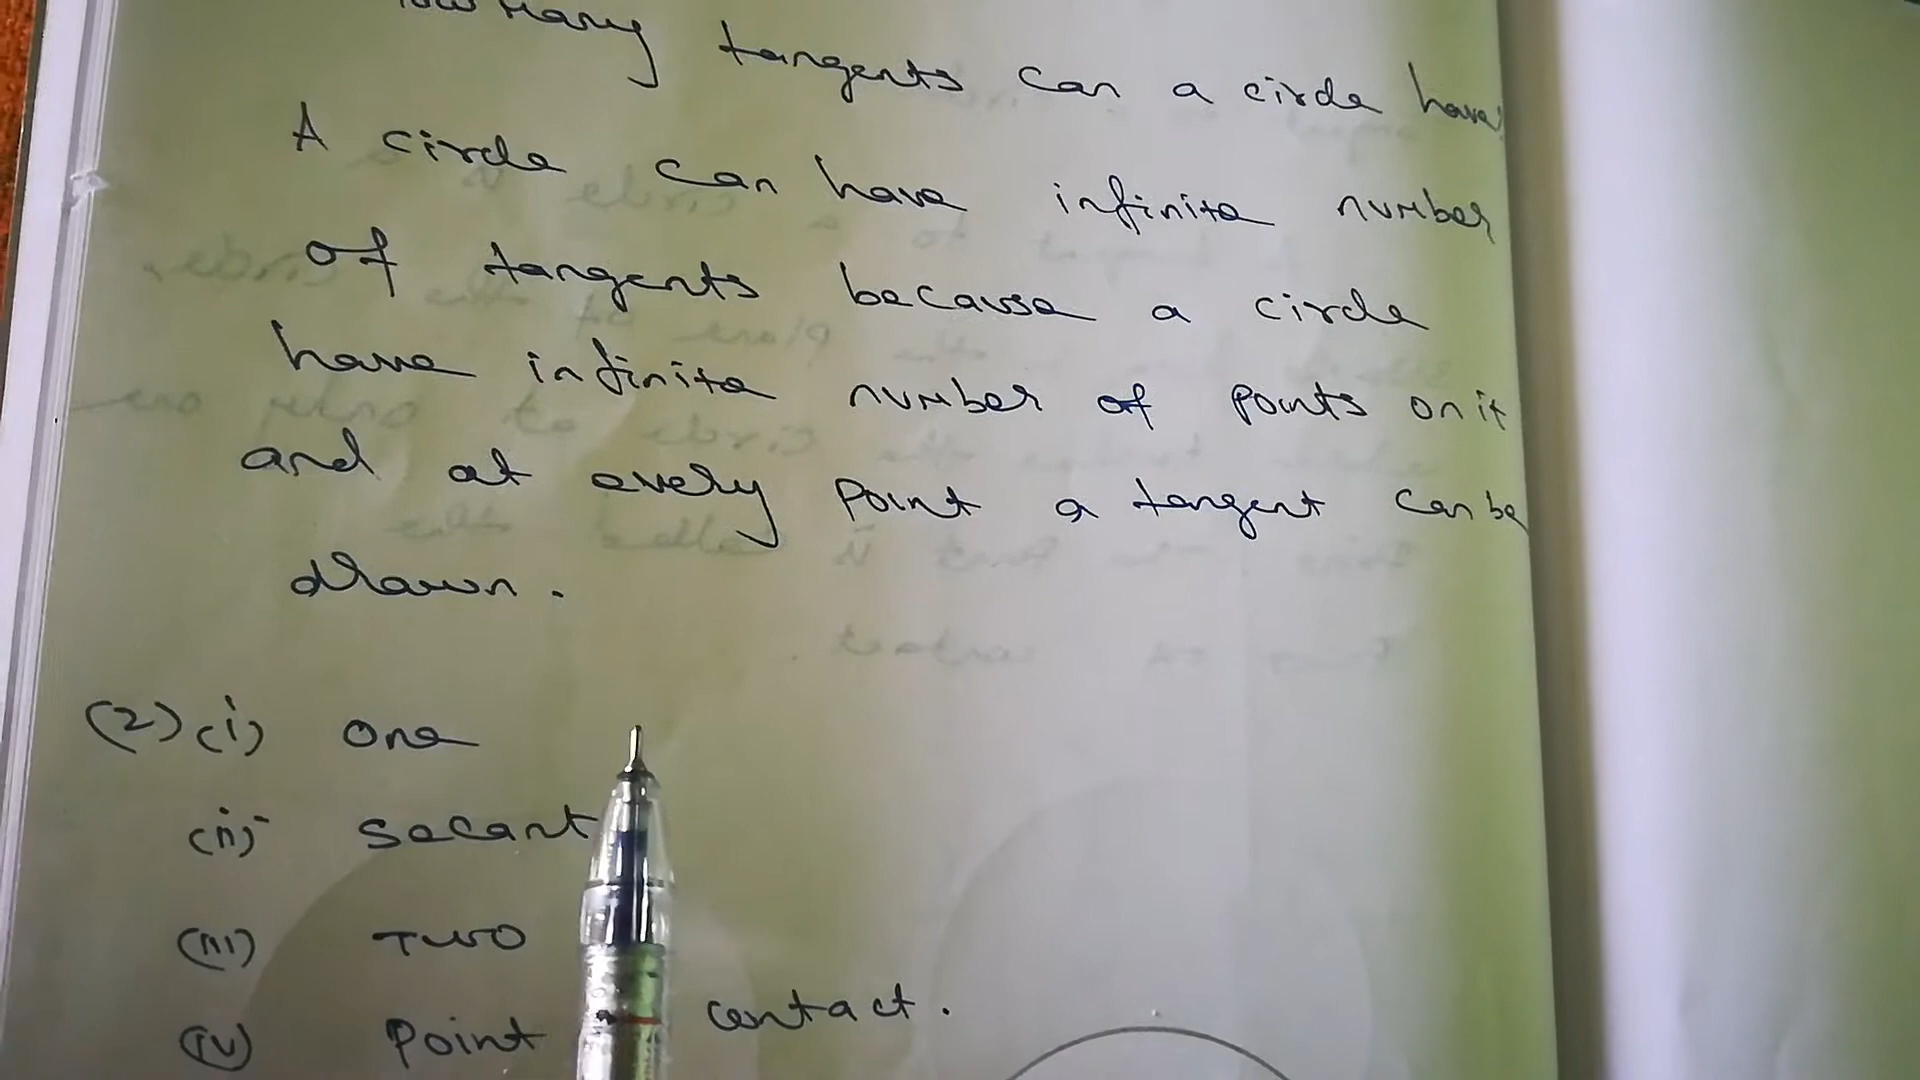 many tangents can a circle have
A circle can have infinite number
of tangents because a circle
have infinite number of points on it
and at every point a tangent can be
drawn.
(2) (i) one
(ii) secant
(iii) Two
(iv) point contact.